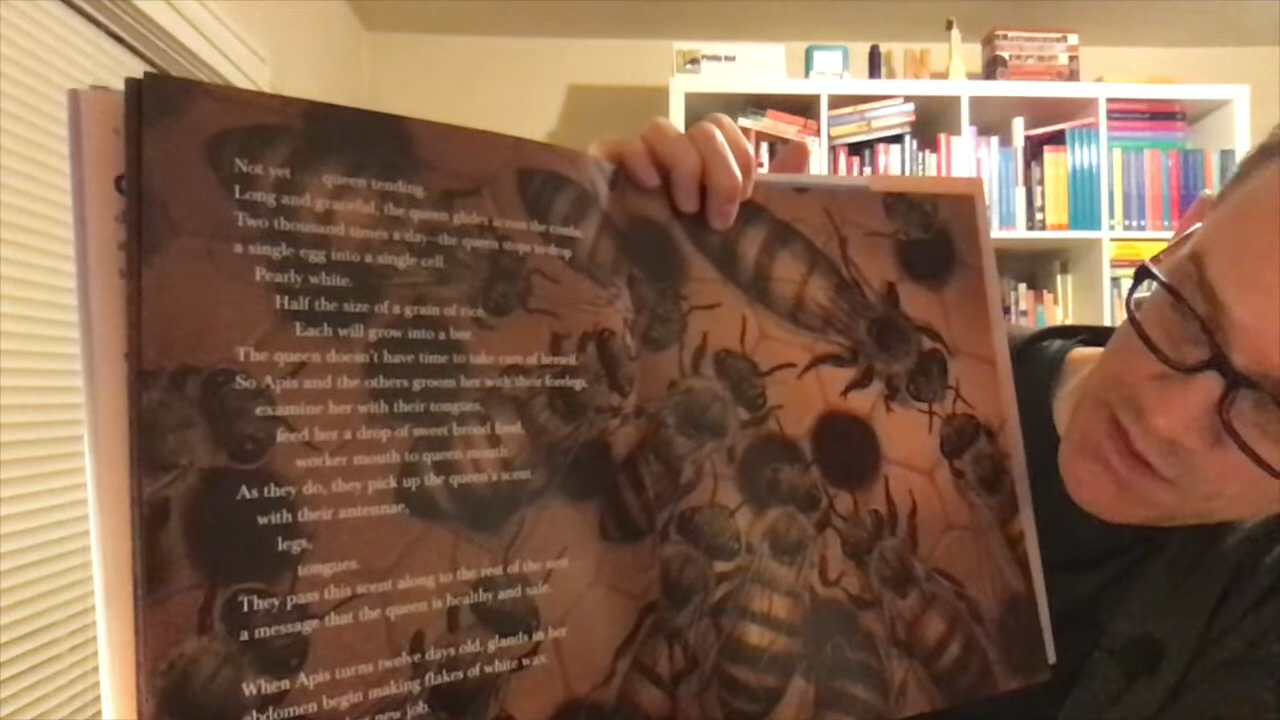 Phillip Bell
Not yet . . . queen tending.
Long and graceful, the queen glides across the combs.
Two thousand times a day—the queen stops to drop
a single egg into a single cell.
Pearly white.
Half the size of a grain of rice.
Each will grow into a bee.
The queen doesn't have time to take care of herself.
So Apis and the others groom her with their forelegs,
examine her with their tongues,
feed her a drop of sweet brood food,
worker mouth to queen mouth.
As they do, they pick up the queen's scent
with their antennae,
legs,
tongues.
They pass this scent along to the rest of the nest—
a message that the queen is healthy and safe.
When Apis turns twelve days old, glands in her
abdomen begin making flakes of white wax.
new job.